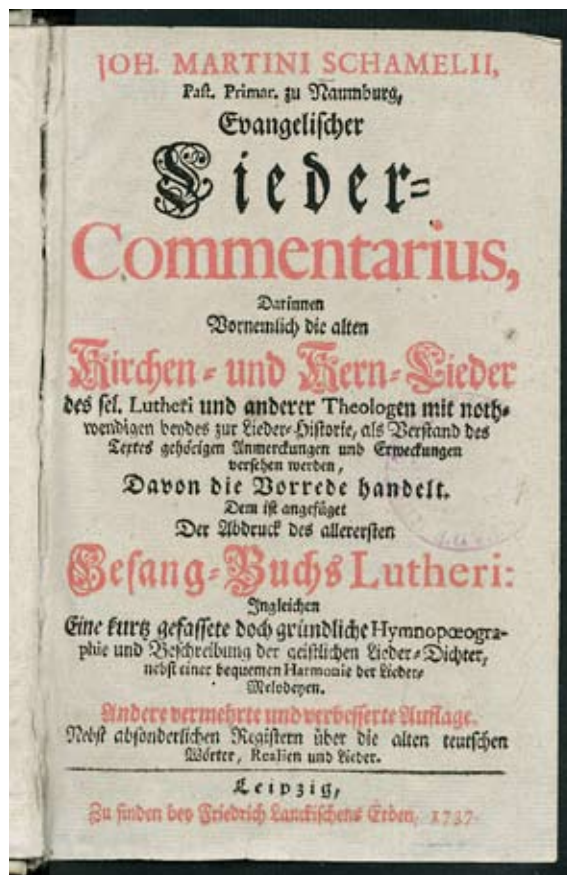 JOH. MARTINI SCHAMELII,
Past. Primar. zu Naumburg,
Evangelischer
Lieder-
Commentarius,
Darinnen
Vornemlich die alten
Kirchen- und Kern-Lieder
des sel. Lutheri und anderer Theologen mit noth-
wendigen beydes zur Lieder-Historie, als Verstand des
Textes gehörigen Anmerckungen und Erweckungen
versehen werden,
Davon die Vorrede handelt.
Dem ist angefüget
Der Abdruck des allerersten
Gesang-Buchs Lutheri:
Ingleichen
Eine kurtz gefassete doch gründliche Hymnopœogra-
phie und Beschreibung der geistlichen Lieder-Dichter,
nebst einer bequemen Harmonie der Lieder-
Melodeyen.
Andere vermehrte und verbesserte Auflage.
Nebst absonderlichen Registern über die alten teutschen
Wörter, Realien und Lieder.
Leipzig,
Zu finden bey Friedrich Lanckischens Erben, 1737.